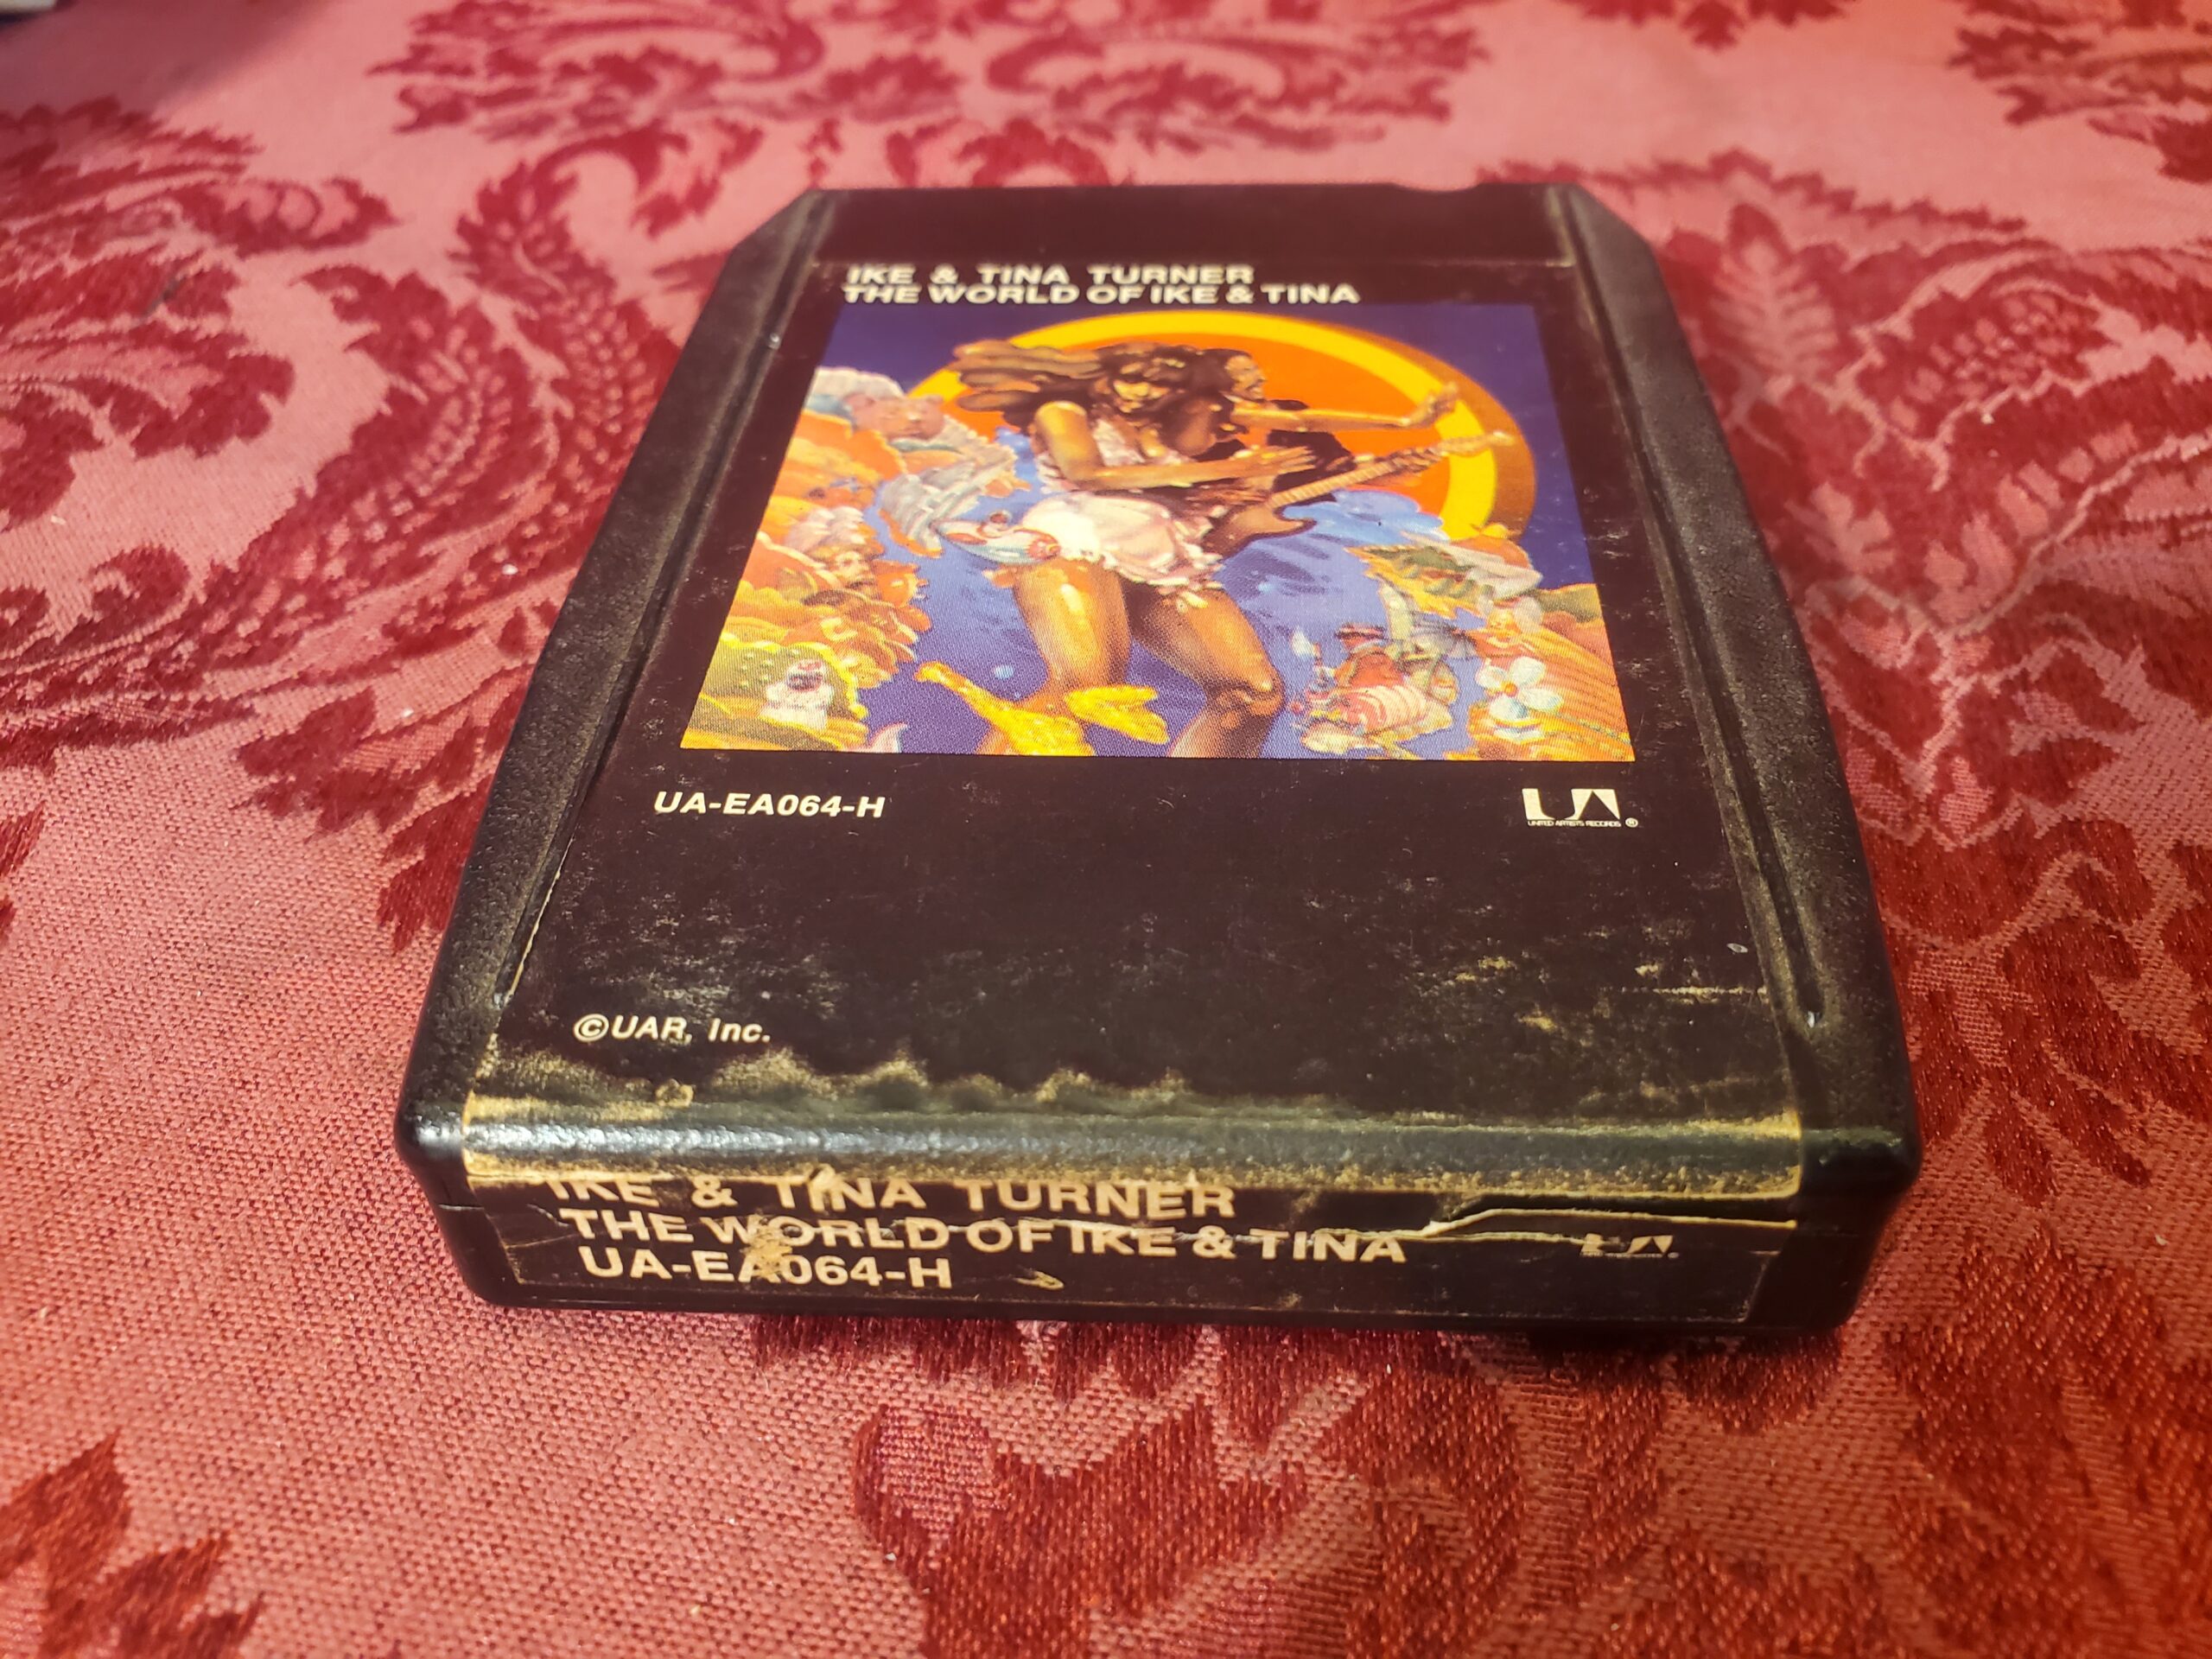 IKE & TINA TURNER
THE WORLD OF IKE & TINA
UA-EA064-H
UA
UNITED ARTISTS RECORDS ®
©UAR, Inc.
IKE & TINA TURNER
THE WORLD OF IKE & TINA
UA-EA064-H
UA